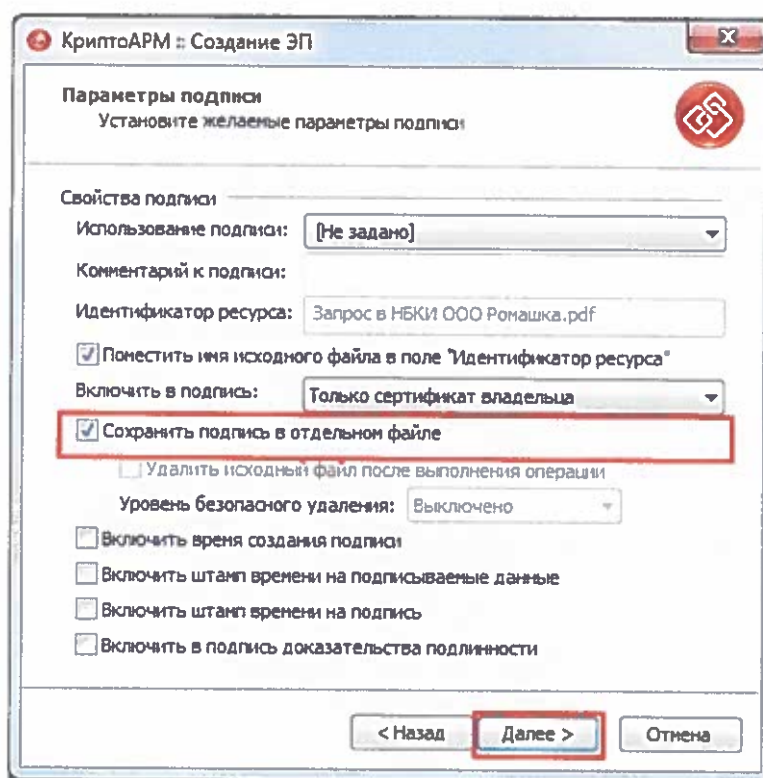 КриптоАРМ :: Создание ЭП
Параметры подписи
Установите желаемые параметры подписи
Свойства подписи
Использование подписи: [Не задано]
Комментарий к подписи:
Идентификатор ресурса: Запрос в НБКИ ООО Ромашка.pdf
Поместить имя исходного файла в поле "Идентификатор ресурса"
Включить в подпись: Только сертификат владельца
Сохранить подпись в отдельном файле
Удалить исходный файл после выполнения операции
Уровень безопасного удаления: Выключено
Включить время создания подписи
Включить штамп времени на подписываемые данные
Включить штамп времени на подпись
Включить в подпись доказательства подлинности
< Назад Далее > Отмена